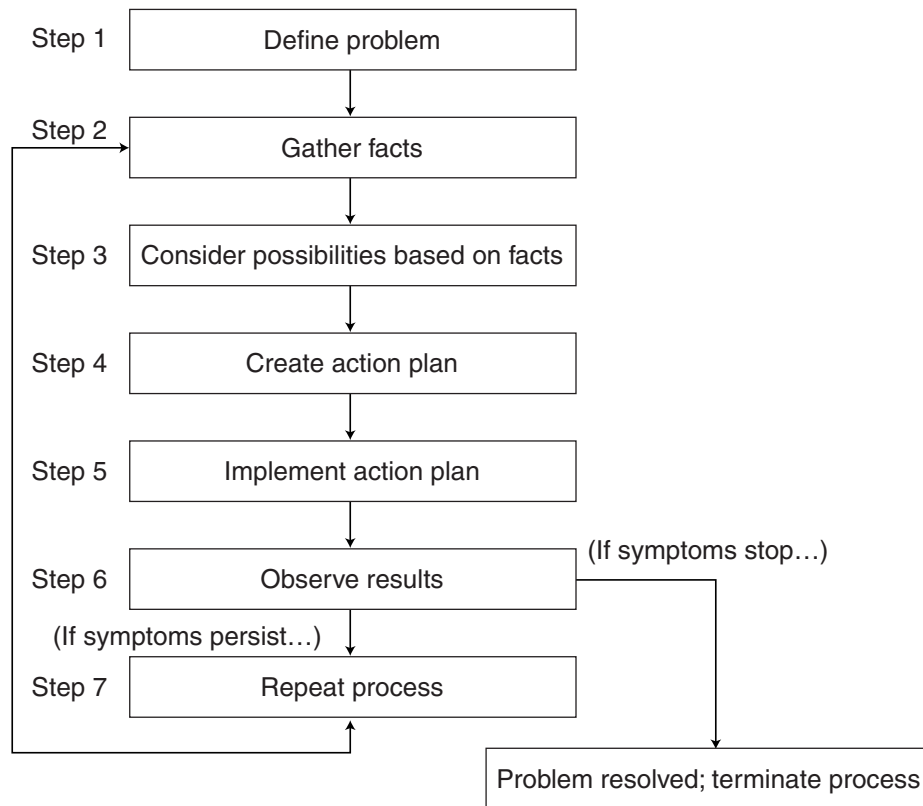 Step 1
Define problem
Step 2
Gather facts
Step 3
Consider possibilities based on facts
Step 4
Create action plan
Step 5
Implement action plan
(If symptoms stop…)
Step 6
Observe results
(If symptoms persist…)
Step 7
Repeat process
Problem resolved; terminate process